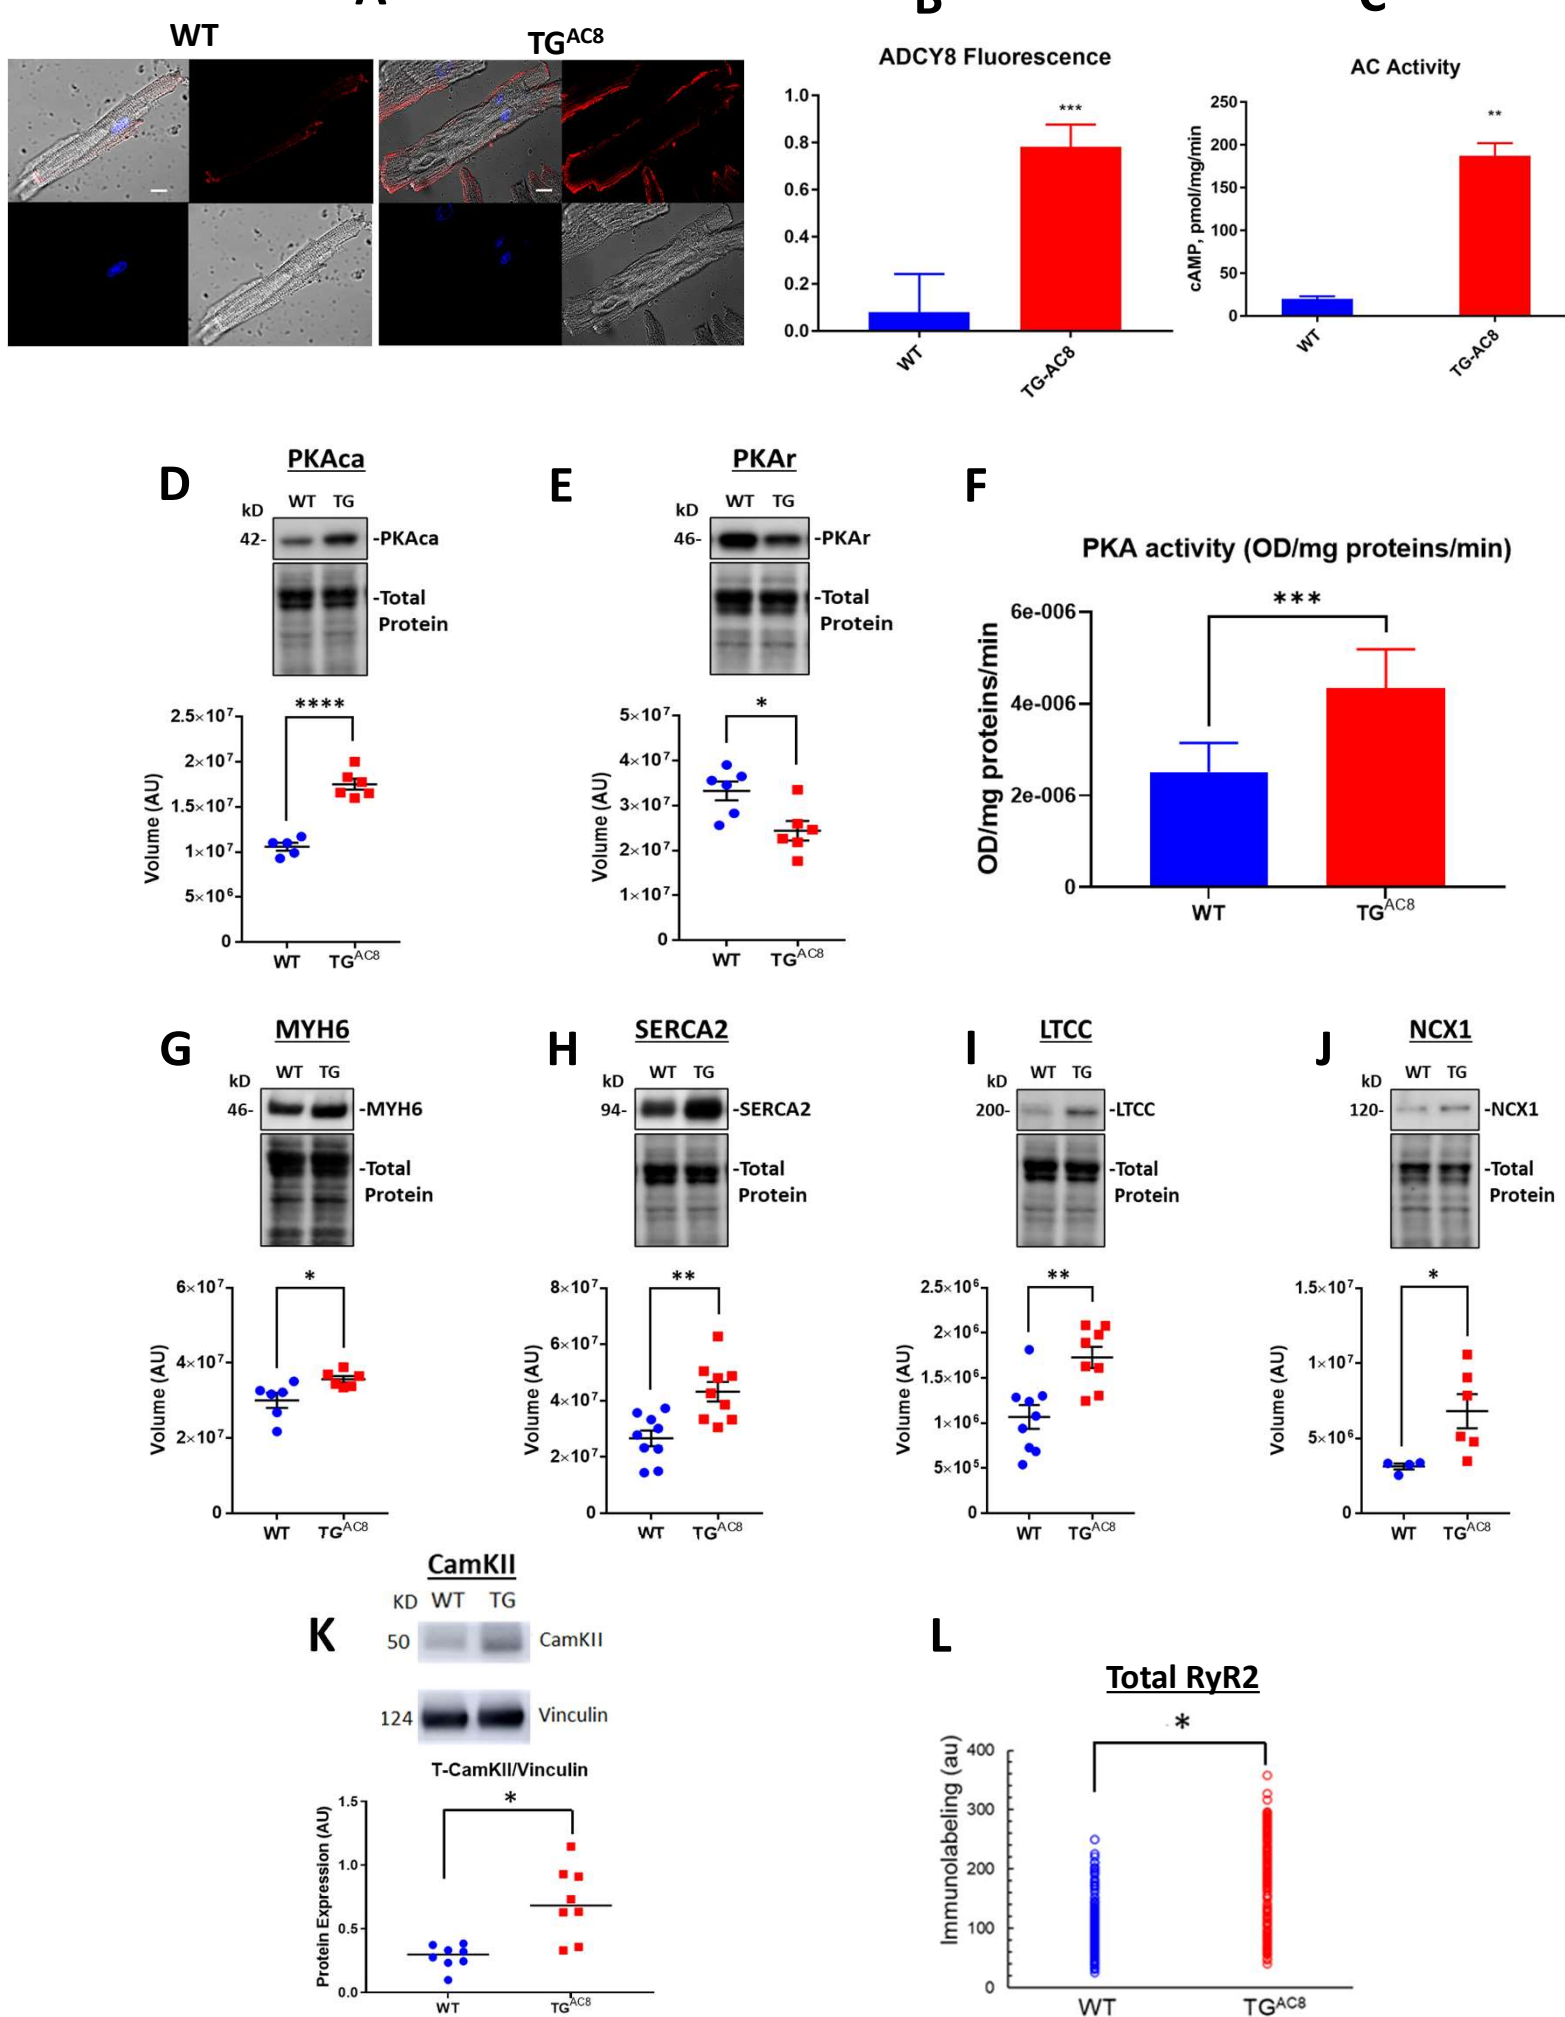 A
B
C
WT
TGAC8
ADCY8 Fluorescence
1.0
0.8
0.6
0.4
0.2
0.0
***
WT
TG-AC8
AC Activity
cAMP, pmol/mg/min
250
200
150
100
50
0
**
WT
TG-AC8
D
PKAca
kD
WT TG
42-
-PKAca
-Total
Protein
Volume (AU)
2.5×10⁷
2×10⁷
1.5×10⁷
1×10⁷
5×10⁶
0
****
WT
TGAC8
E
PKAr
kD
WT TG
46-
-PKAr
-Total
Protein
Volume (AU)
5×10⁷
4×10⁷
3×10⁷
2×10⁷
1×10⁷
0
*
WT
TGAC8
F
PKA activity (OD/mg proteins/min)
OD/mg proteins/min
6e-006
4e-006
2e-006
0
***
WT
TGAC8
G
MYH6
kD
WT TG
46-
-MYH6
-Total
Protein
Volume (AU)
6×10⁷
4×10⁷
2×10⁷
0
*
WT
TGAC8
H
SERCA2
kD
WT TG
94-
-SERCA2
-Total
Protein
Volume (AU)
8×10⁷
6×10⁷
4×10⁷
2×10⁷
0
**
WT
TGAC8
I
LTCC
kD
WT TG
200-
-LTCC
-Total
Protein
Volume (AU)
2.5×10⁶
2×10⁶
1.5×10⁶
1×10⁶
5×10⁵
0
**
WT
TGAC8
J
NCX1
kD
WT TG
120-
-NCX1
-Total
Protein
Volume (AU)
1.5×10⁷
1×10⁷
5×10⁶
0
*
WT
TGAC8
K
CamKII
KD WT TG
50
CamKII
124
Vinculin
T-CamKII/Vinculin
Protein Expression (AU)
1.5
1.0
0.5
0.0
*
WT
TGAC8
L
Total RyR2
*
Immunolabeling (au)
400
300
200
100
0
WT
TGAC8